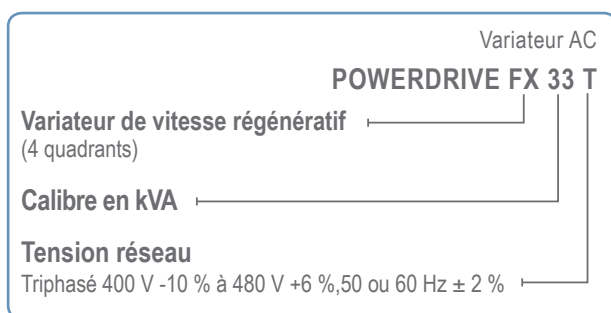 Variateur AC
POWERDRIVE FX 33 T
Variateur de vitesse régénératif
(4 quadrants)
Calibre en kVA
Tension réseau
Triphasé 400 V -10 % à 480 V +6 %,50 ou 60 Hz ± 2 %